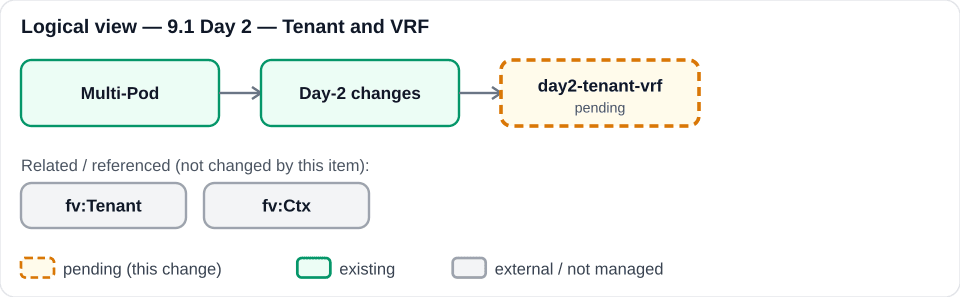 Logical view — 9.1 Day 2 — Tenant and VRF
Multi-Pod
Day-2 changes
day2-tenant-vrf
pending
Related / referenced (not changed by this item):
fv:Tenant
fv:Ctx
pending (this change)
existing
external / not managed